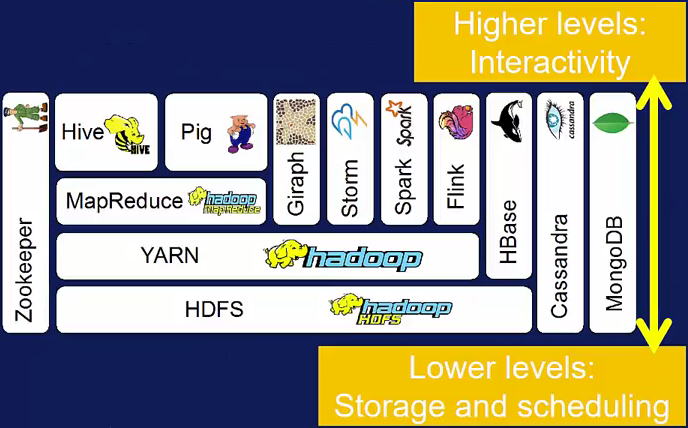 Higher levels:
Interactivity
Zookeeper
Hive
HIVE
Pig
Giraph
Storm
Spark
Spark
Flink
HBase
Cassandra
cassandra
MongoDB
MapReduce
hadoop
MapReduce
YARN
hadoop
HDFS
hadoop
HDFS
Lower levels:
Storage and scheduling